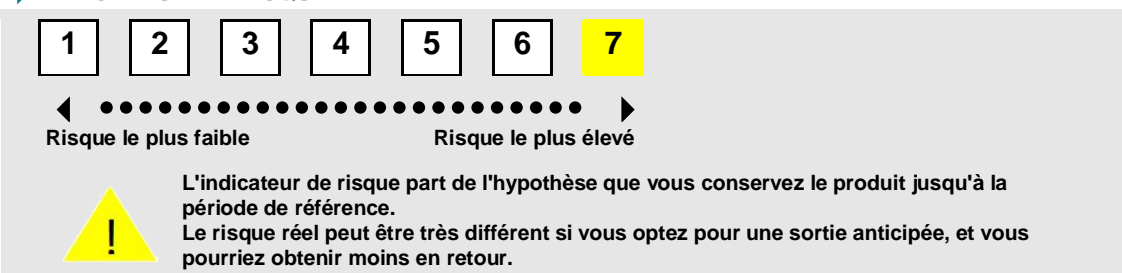 1 2 3 4 5 6 7
Risque le plus faible Risque le plus élevé
L'indicateur de risque part de l'hypothèse que vous conservez le produit jusqu'à la
période de référence.
! Le risque réel peut être très différent si vous optez pour une sortie anticipée, et vous
pourriez obtenir moins en retour.